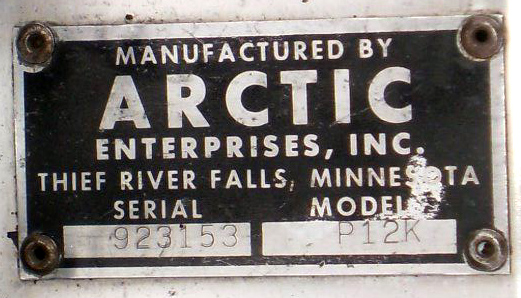 MANUFACTURED BY
ARCTIC
ENTERPRISES, INC.
THIEF RIVER FALLS, MINNESOTA
SERIAL MODEL
923153 P12K